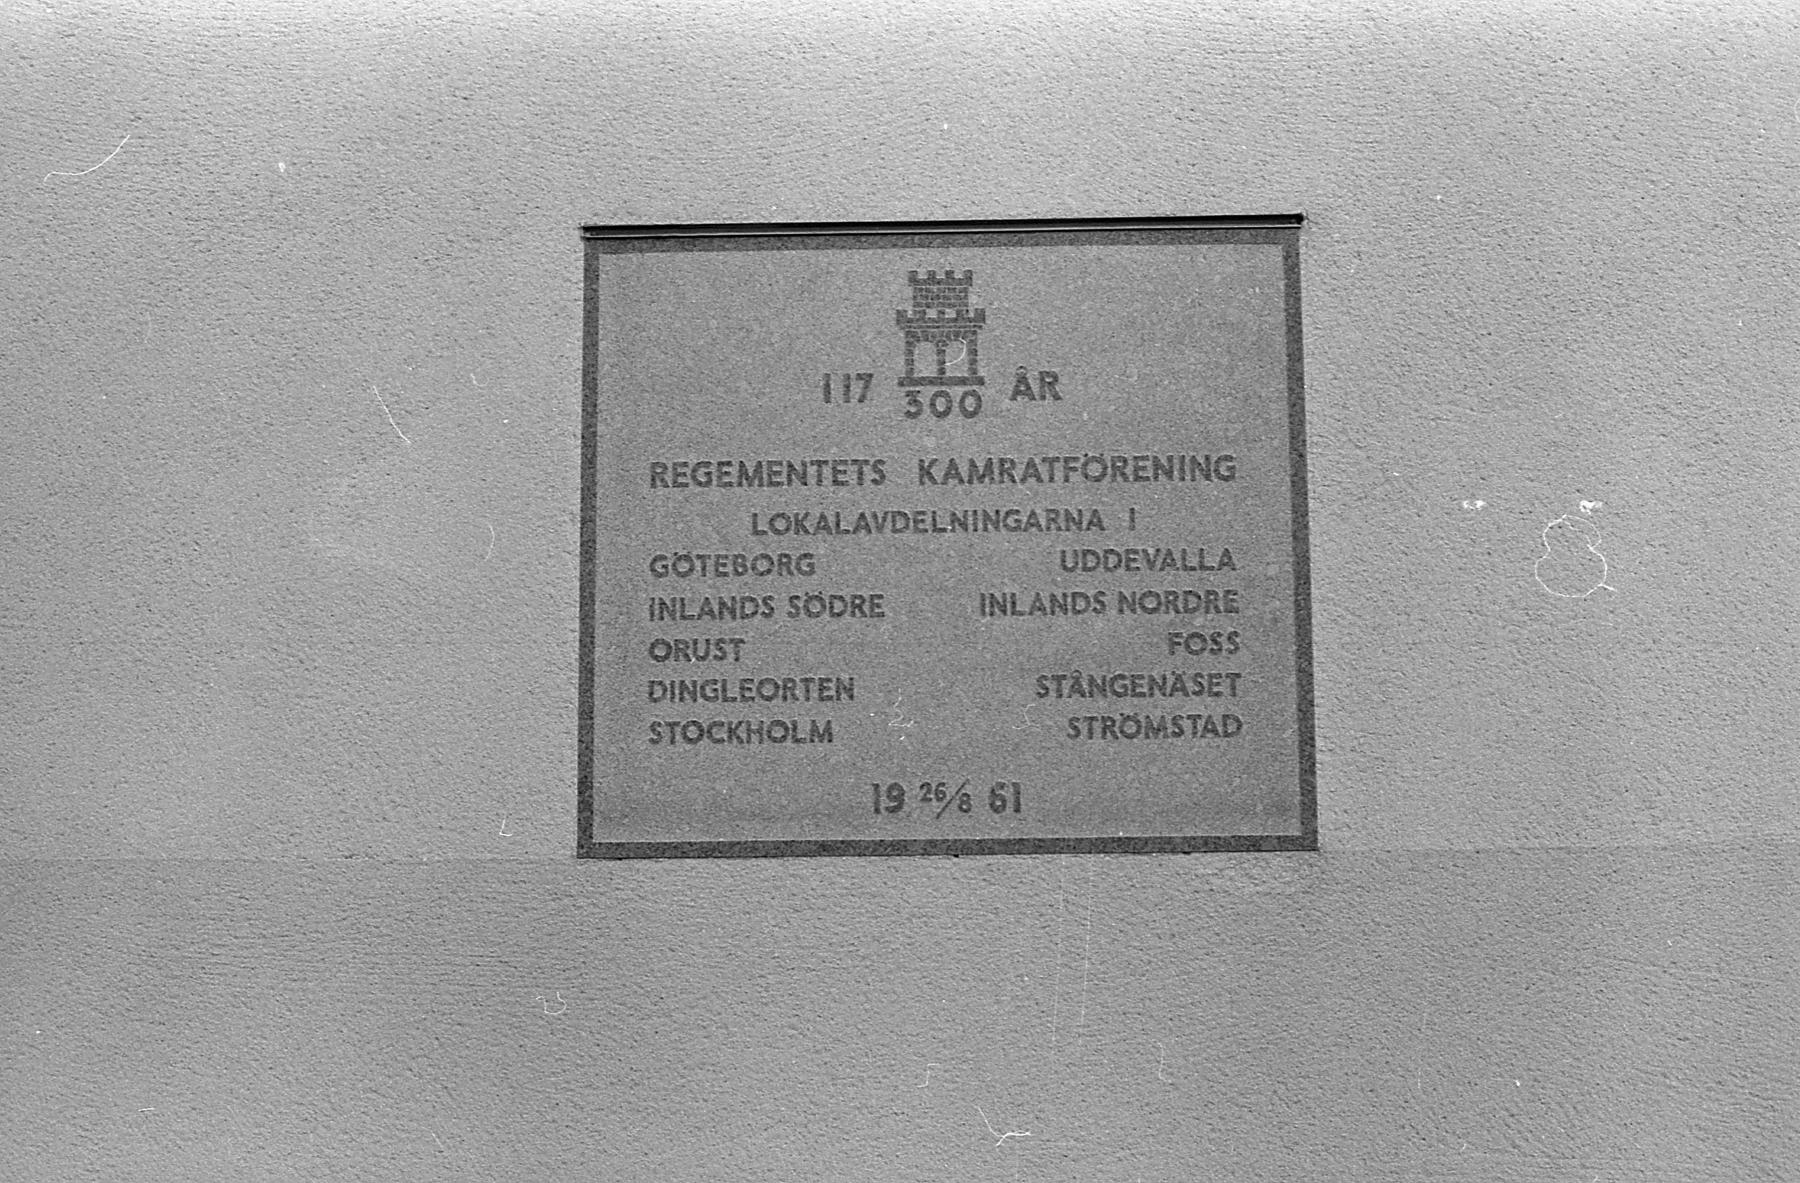 I 17 ÅR
300
REGEMENTETS KAMRATFÖRENING
LOKALAVDELNINGARNA I
GÖTEBORG UDDEVALLA
INLANDS SÖDRE INLANDS NORDRE
ORUST FOSS
DINGLEORTEN STÅNGENÄSET
STOCKHOLM STRÖMSTAD
19 26/8 61